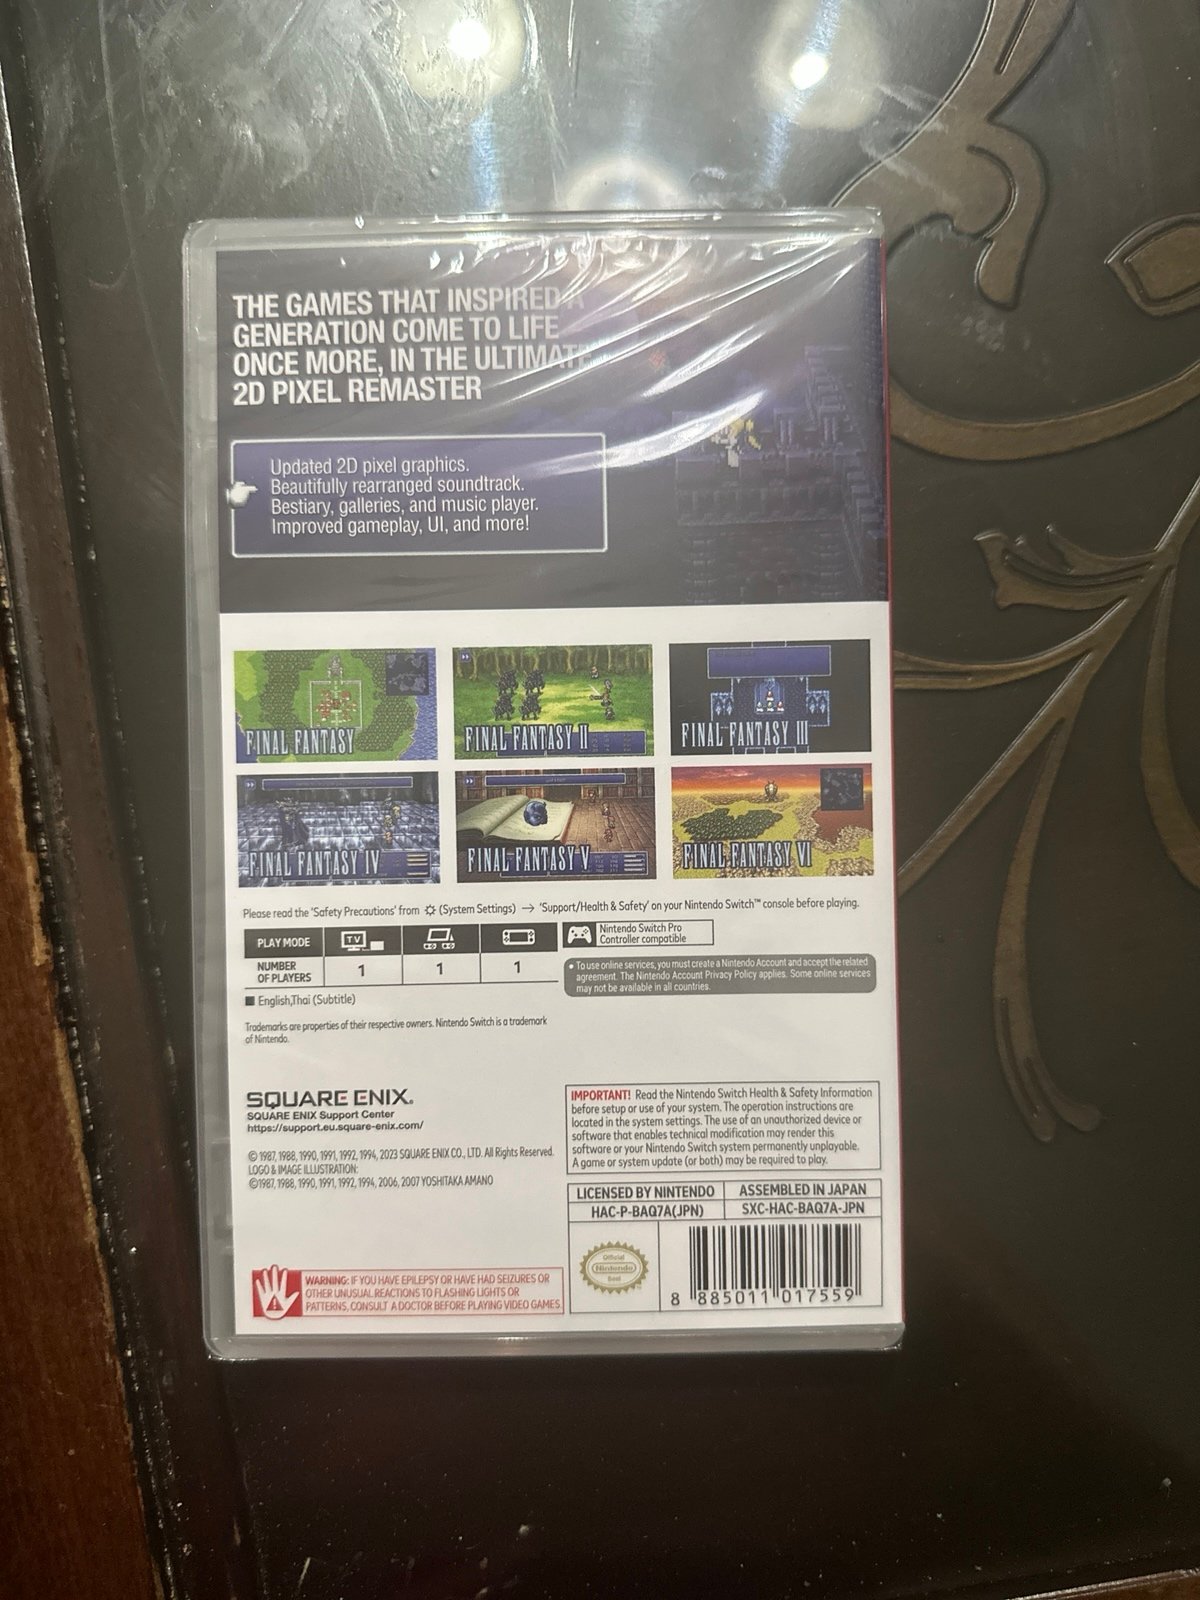 THE GAMES THAT INSPIRED A
GENERATION COME TO LIFE
ONCE MORE, IN THE ULTIMATE
2D PIXEL REMASTER
Updated 2D pixel graphics.
Beautifully rearranged soundtrack.
Bestiary, galleries, and music player.
Improved gameplay, UI, and more!
FINAL FANTASY
FINAL FANTASY II
FINAL FANTASY III
FINAL FANTASY IV
FINAL FANTASY V
FINAL FANTASY VI
Please read the 'Safety Precautions' from (System Settings) → 'Support/Health & Safety' on your Nintendo Switch™ console before playing.
PLAY MODE
TV
NUMBER
OF PLAYERS
1
1
1
Nintendo Switch Pro
Controller compatible
• To use online services, you must create a Nintendo Account and accept the related
agreement. The Nintendo Account Privacy Policy applies. Some online services
may not be available in all countries.
■ English,Thai (Subtitle)
Trademarks are properties of their respective owners. Nintendo Switch is a trademark
of Nintendo.
SQUARE ENIX.
SQUARE ENIX Support Center
https://support.eu.square-enix.com/
© 1987, 1988, 1990, 1991, 1992, 1994, 2023 SQUARE ENIX CO., LTD. All Rights Reserved.
LOGO & IMAGE ILLUSTRATION:
©1987, 1988, 1990, 1991, 1992, 1994, 2006, 2007 YOSHITAKA AMANO
IMPORTANT! Read the Nintendo Switch Health & Safety Information
before setup or use of your system. The operation instructions are
located in the system settings. The use of an unauthorized device or
software that enables technical modification may render this
software or your Nintendo Switch system permanently unplayable.
A game or system update (or both) may be required to play.
LICENSED BY NINTENDO
ASSEMBLED IN JAPAN
HAC-P-BAQ7A(JPN)
SXC-HAC-BAQ7A-JPN
WARNING: IF YOU HAVE EPILEPSY OR HAVE HAD SEIZURES OR
OTHER UNUSUAL REACTIONS TO FLASHING LIGHTS OR
PATTERNS, CONSULT A DOCTOR BEFORE PLAYING VIDEO GAMES.
Official
Nintendo
Seal
8 885011 017559